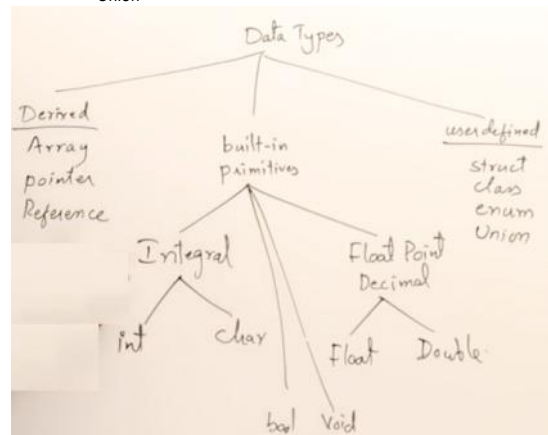 Union
Data Types
Derived
Array
pointer
Reference
built-in
primitives
userdefined
struct
class
enum
Union
Integral
Float Point
Decimal
int
char
Float
Double
bool
void